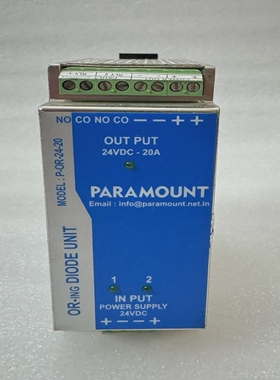 NO CO NO CO − − + +
OUT PUT
24VDC - 20A
PARAMOUNT
Email : info@paramount.net.in
MODEL : P-OR-24-20
OR-ING DIODE UNIT
1 2
IN PUT
POWER SUPPLY
24VDC
+ − − +